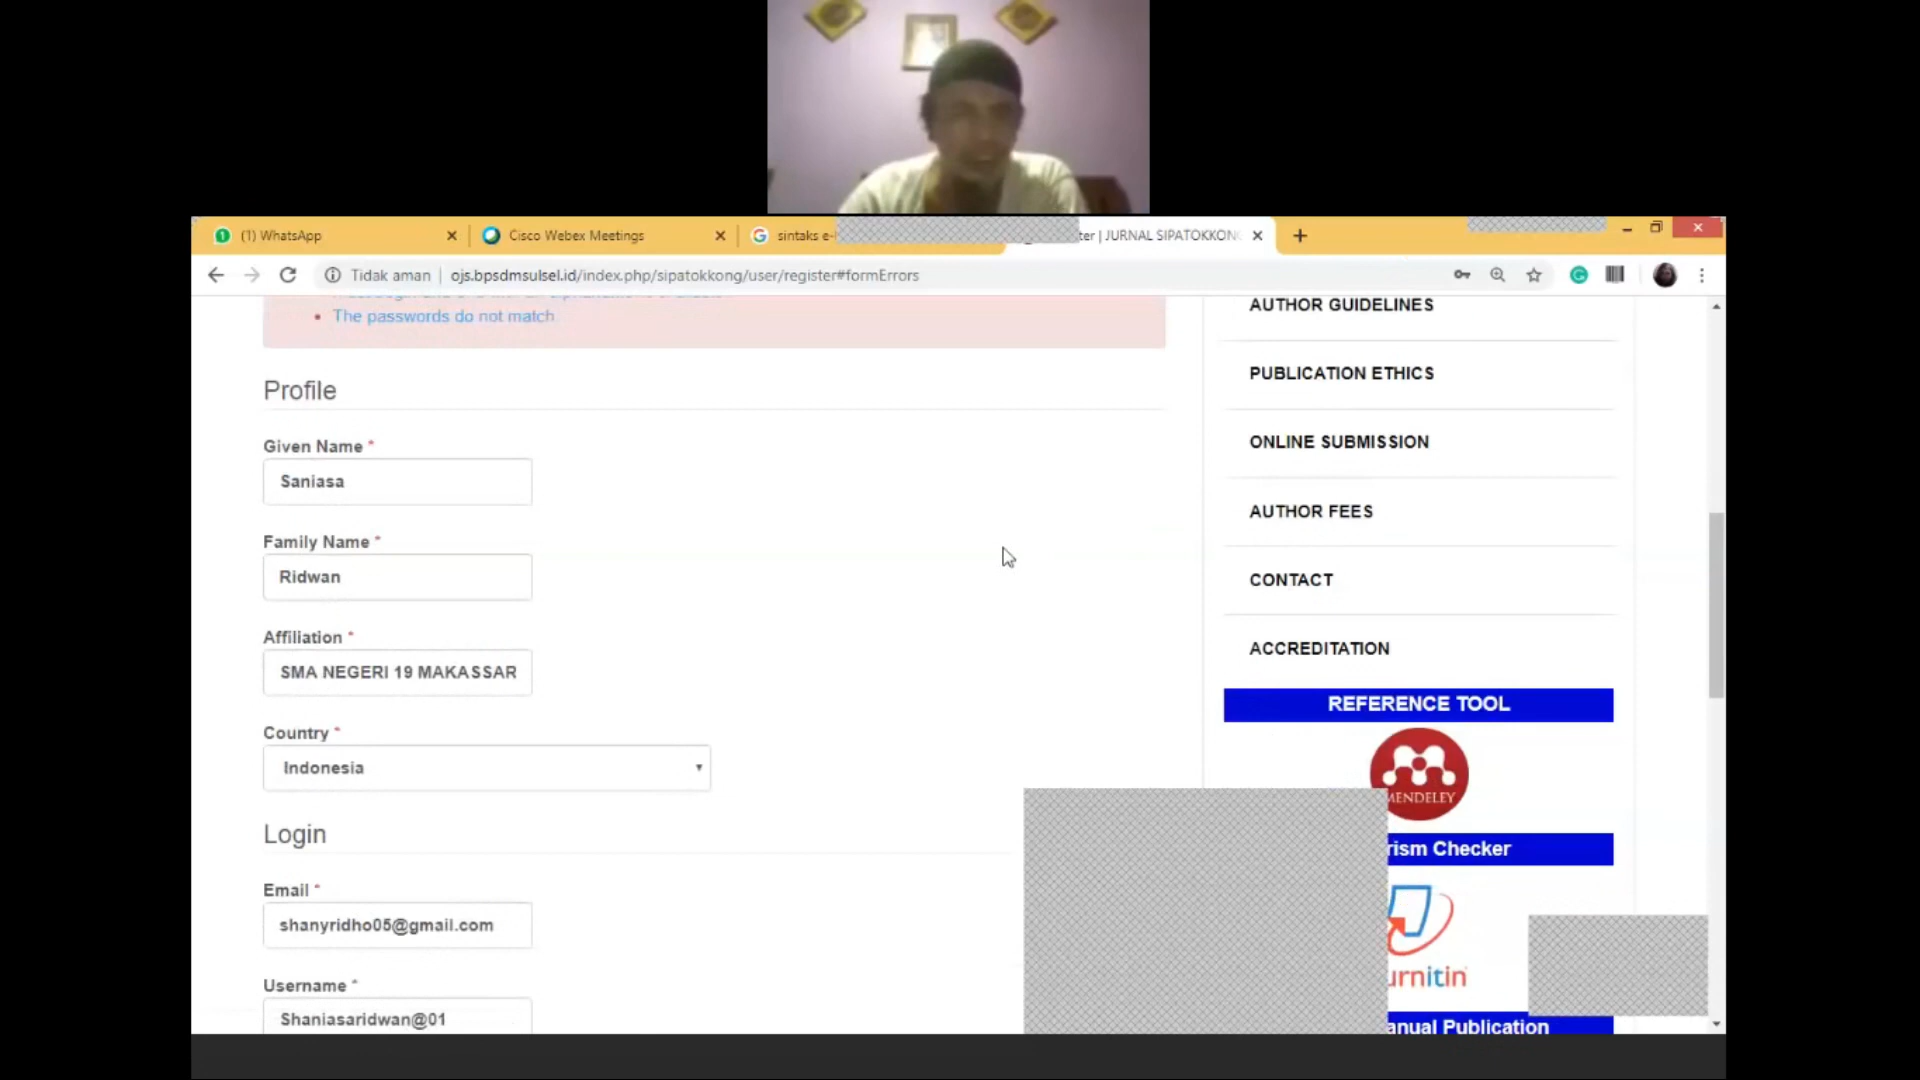 (1) WhatsApp
Cisco Webex Meetings
sintaks e-
ter | JURNAL SIPATOKKONG
Tidak aman
ojs.bpsdmsulsel.id/index.php/sipatokkong/user/register#formErrors
The passwords do not match
Profile
Given Name *
Saniasa
Family Name *
Ridwan
Affiliation *
SMA NEGERI 19 MAKASSAR
Country *
Indonesia
Login
Email *
shanyridho05@gmail.com
Username *
Shaniasaridwan@01
AUTHOR GUIDELINES
PUBLICATION ETHICS
ONLINE SUBMISSION
AUTHOR FEES
CONTACT
ACCREDITATION
REFERENCE TOOL
MENDELEY
rism Checker
urnitin
anual Publication